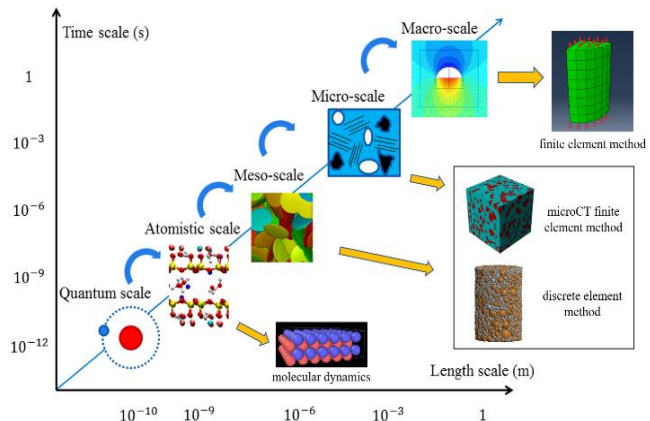 Time scale (s)
Macro-scale
1
finite element method
Micro-scale
10⁻³
Meso-scale
microCT finite
element method
10⁻⁶
Atomistic scale
10⁻⁹
Quantum scale
discrete element
method
10⁻¹²
molecular dynamics
Length scale (m)
10⁻¹⁰
10⁻⁹
10⁻⁶
10⁻³
1